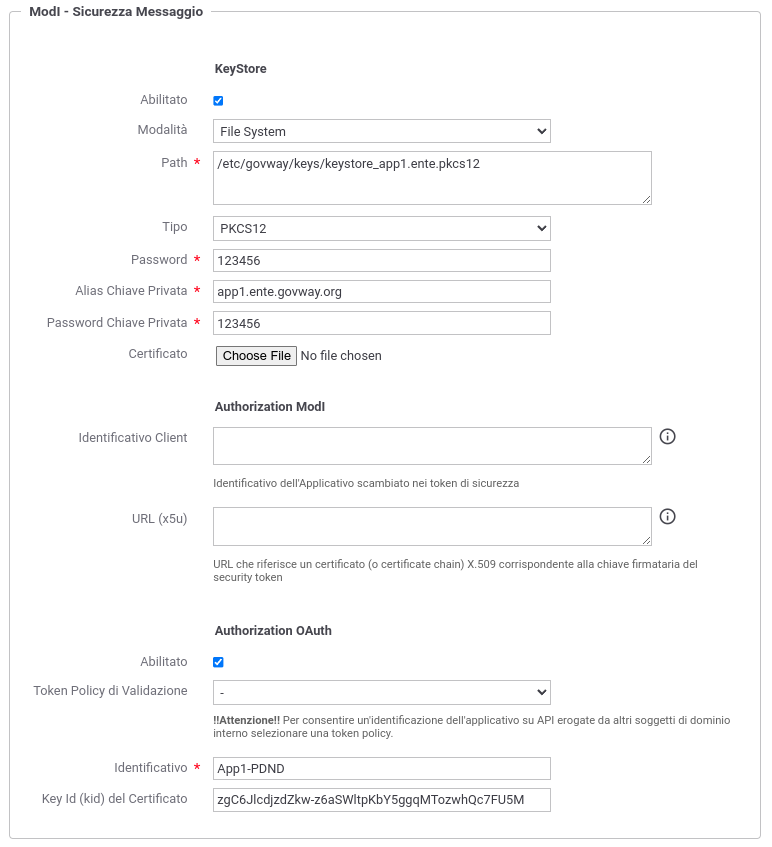 ModI - Sicurezza Messaggio
KeyStore
Abilitato
Modalità File System
Path * /etc/govway/keys/keystore_app1.ente.pkcs12
Tipo PKCS12
Password * 123456
Alias Chiave Privata * app1.ente.govway.org
Password Chiave Privata * 123456
Certificato Choose File No file chosen
Authorization ModI
Identificativo Client
Identificativo dell'Applicativo scambiato nei token di sicurezza
URL (x5u)
URL che riferisce un certificato (o certificate chain) X.509 corrispondente alla chiave firmataria del
security token
Authorization OAuth
Abilitato
Token Policy di Validazione -
!!Attenzione!! Per consentire un'identificazione dell'applicativo su API erogate da altri soggetti di dominio
interno selezionare una token policy.
Identificativo * App1-PDND
Key Id (kid) del Certificato zgC6JlcdjzdZkw-z6aSWltpKbY5ggqMTozwhQc7FU5M